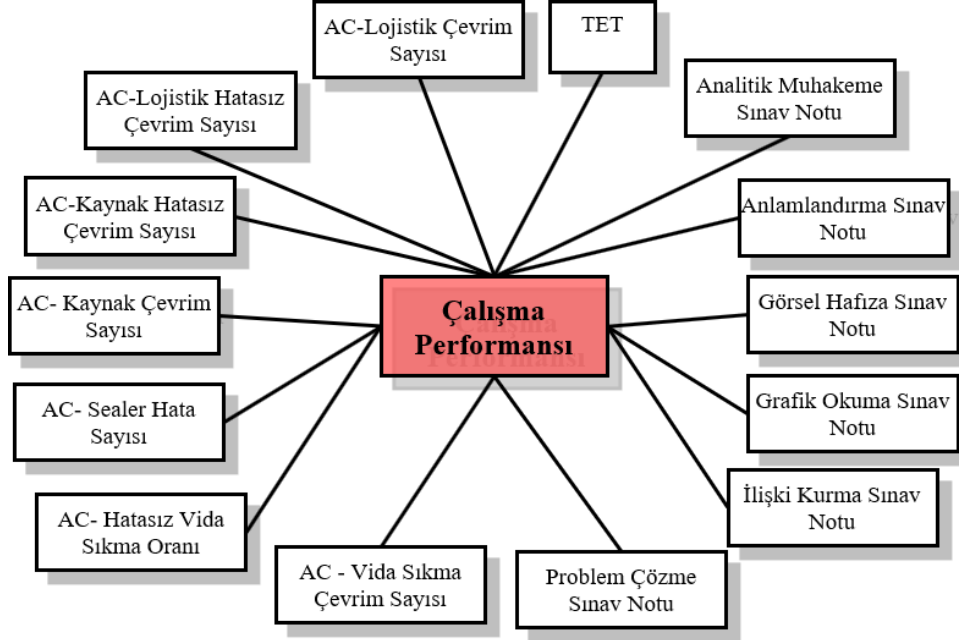 AC-Lojistik Çevrim
Sayısı
TET
Analitik Muhakeme
Sınav Notu
AC-Lojistik Hatasız
Çevrim Sayısı
AC-Kaynak Hatasız
Çevrim Sayısı
Anlamlandırma Sınav
Notu
AC- Kaynak Çevrim
Sayısı
Çalışma
Performansı
Görsel Hafıza Sınav
Notu
AC- Sealer Hata
Sayısı
Grafik Okuma Sınav
Notu
AC- Hatasız Vida
Sıkma Oranı
İlişki Kurma Sınav
Notu
AC - Vida Sıkma
Çevrim Sayısı
Problem Çözme
Sınav Notu